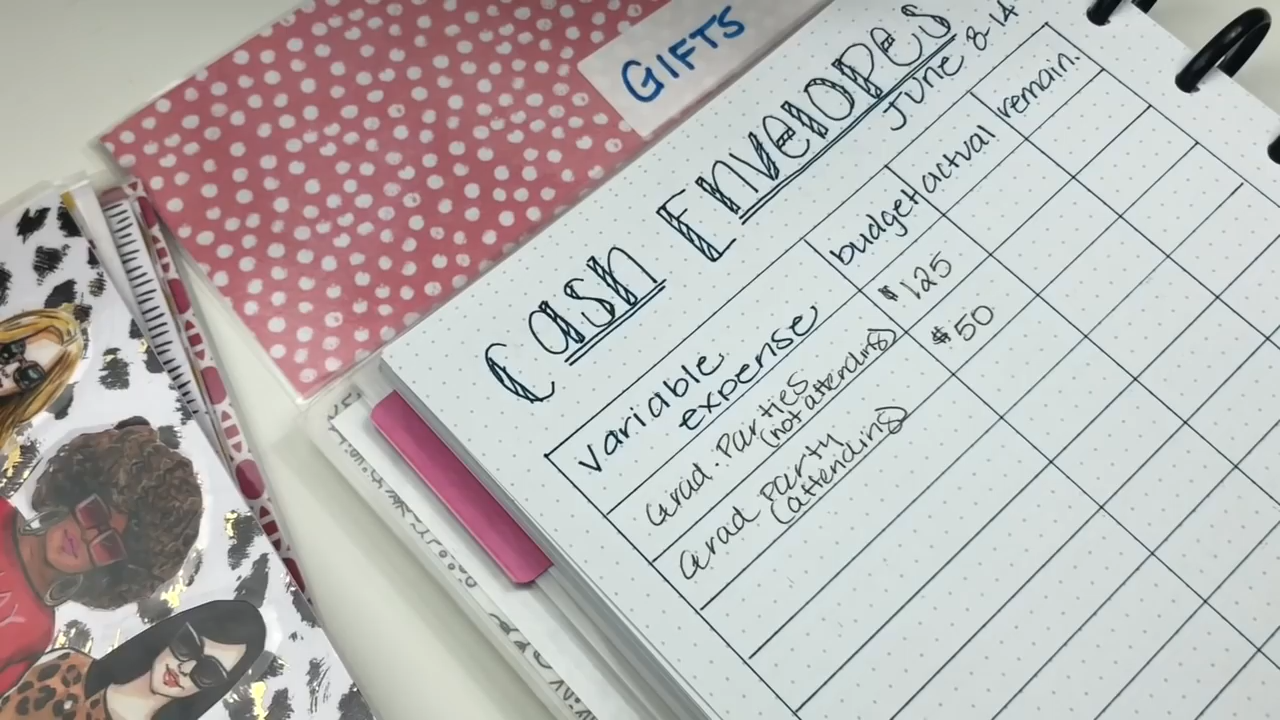 GIFTS
Cash Envelopes
June 8-14
variable
expense
budget
actual
remain.
Grad. Parties
(not attending)
$125
Grad party
(attending)
$50